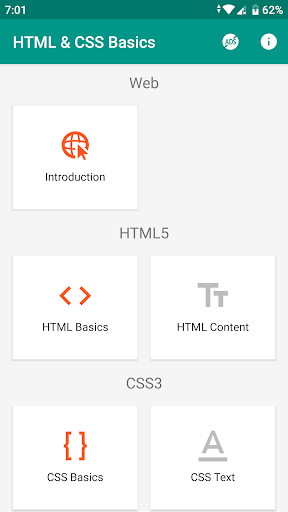 7:01 62%
HTML & CSS Basics ADS
Web
Introduction
HTML5
HTML Basics HTML Content
CSS3
CSS Basics CSS Text